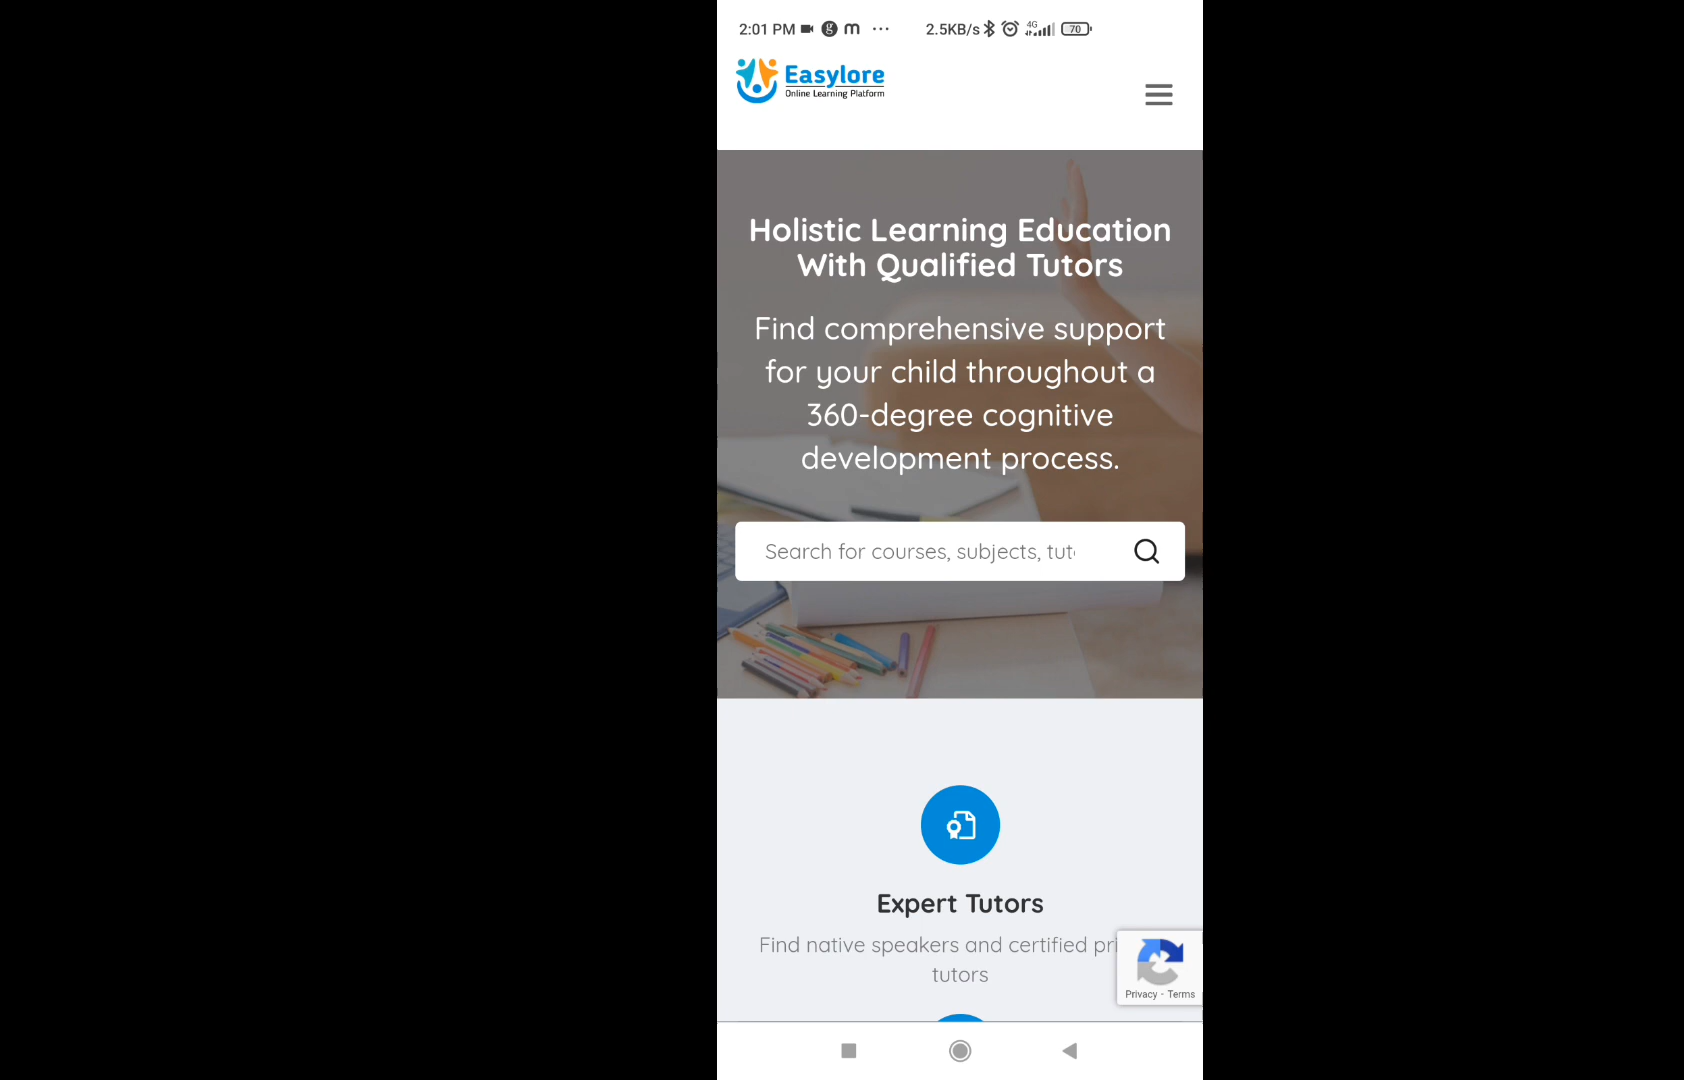 2:01 PM g m ... 2.5KB/s 4G 70
Easylore
Online Learning Platform
Holistic Learning Education
With Qualified Tutors
Find comprehensive support
for your child throughout a
360-degree cognitive
development process.
Search for courses, subjects, tut
Expert Tutors
Find native speakers and certified pri
tutors
Privacy - Terms